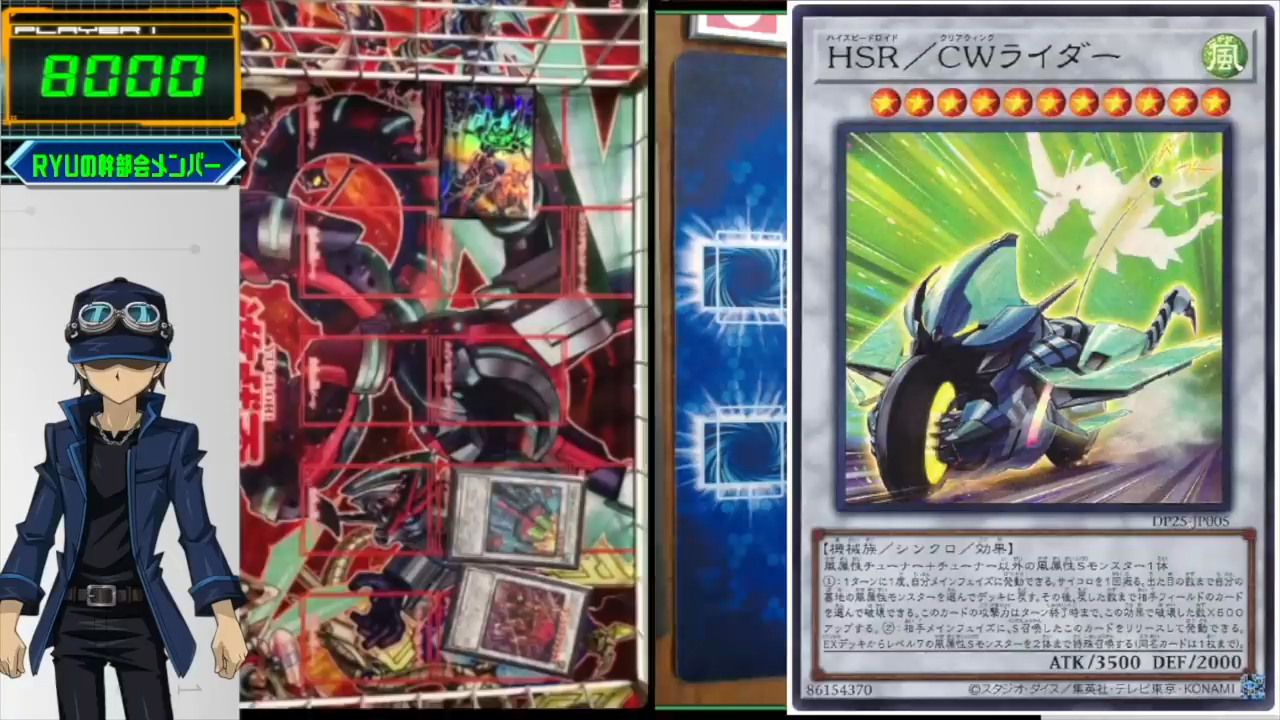 PLAYER 1
8000
RYUの幹部会メンバー
ハイスピードロイド クリアウィング
HSR／CWライダー
風
DP25-JP005
【機械族／シンクロ／効果】
風属性チューナー＋チューナー以外の風属性Sモンスター1体
①：1ターンに1度、自分メインフェイズに発動できる。サイコロを1回振る。出た目の数まで自分の
墓地の風属性モンスターを選んでデッキに戻す。その後、戻した数まで相手フィールドのカード
を選んで破壊できる。このカードの攻撃力はターン終了時まで、この効果で破壊した数×500
アップする。②：相手メインフェイズに、S召喚したこのカードをリリースして発動できる。
EXデッキからレベル7の風属性Sモンスターを2体まで特殊召喚する（同名カードは1枚まで）。
ATK/3500 DEF/2000
86154370
©スタジオ・ダイス／集英社・テレビ東京・KONAMI